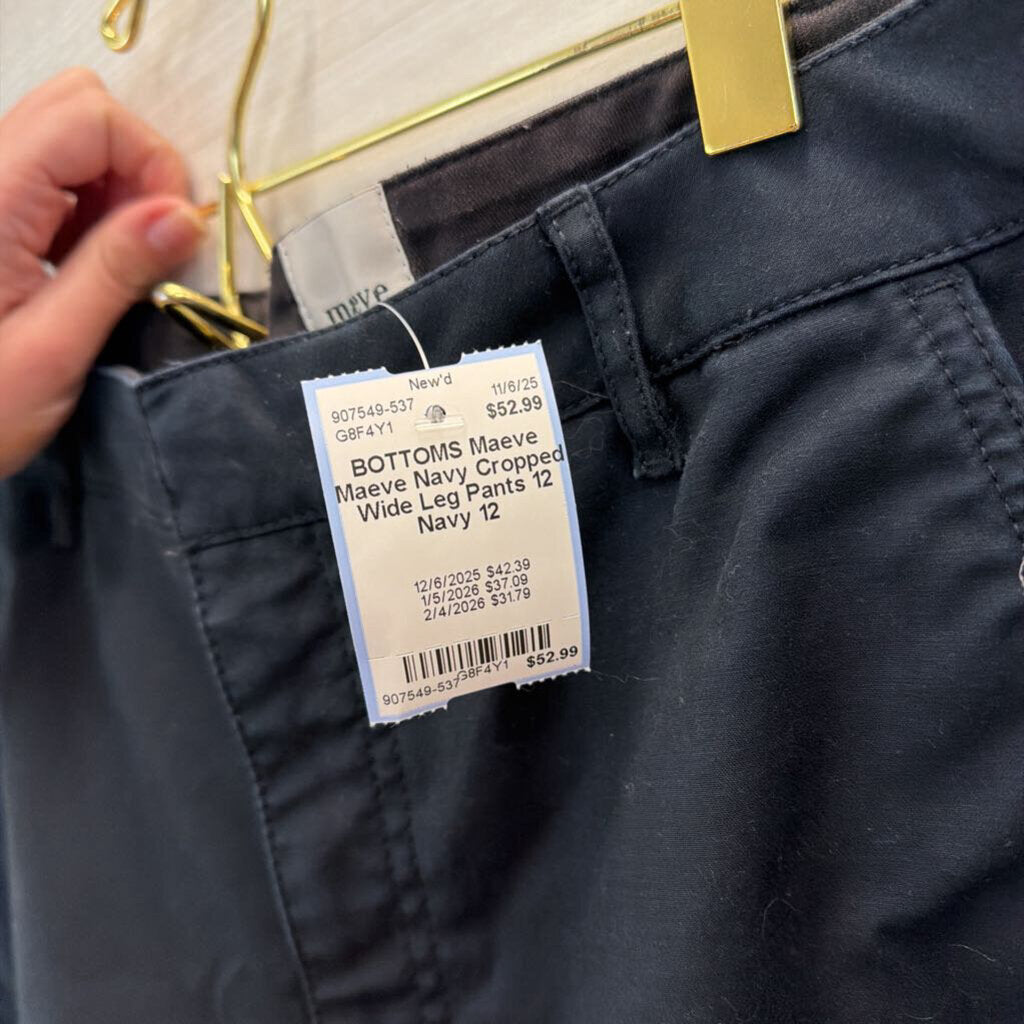 maeve
New'd
907549-537 11/6/25
G8F4Y1 $52.99
BOTTOMS Maeve
Maeve Navy Cropped
Wide Leg Pants 12
Navy 12
12/6/2025 $42.39
1/5/2026 $37.09
2/4/2026 $31.79
907549-537 G8F4Y1 $52.99